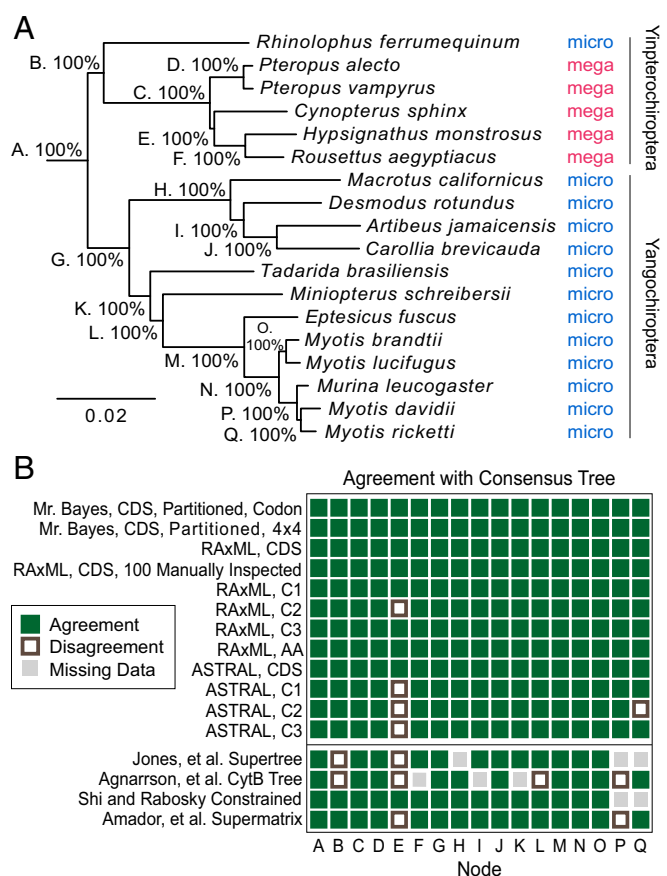 A
Rhinolophus ferrumequinum micro
B. 100%
D. 100% Pteropus alecto mega
Pteropus vampyrus mega
C. 100%
Cynopterus sphinx mega
E. 100% Hypsignathus monstrosus mega
A. 100%
F. 100% Rousettus aegyptiacus mega
Yinpterochiroptera
H. 100% Macrotus californicus micro
Desmodus rotundus micro
I. 100% Artibeus jamaicensis micro
J. 100% Carollia brevicauda micro
G. 100%
Tadarida brasiliensis micro
K. 100% Miniopterus schreibersii micro
L. 100%
Eptesicus fuscus micro
O.
100% Myotis brandtii micro
M. 100% Myotis lucifugus micro
N. 100% Murina leucogaster micro
P. 100% Myotis davidii micro
Q. 100% Myotis ricketti micro
Yangochiroptera
0.02
B
Agreement with Consensus Tree
Mr. Bayes, CDS, Partitioned, Codon
Mr. Bayes, CDS, Partitioned, 4x4
RAxML, CDS
RAxML, CDS, 100 Manually Inspected
RAxML, C1
RAxML, C2
RAxML, C3
RAxML, AA
ASTRAL, CDS
ASTRAL, C1
ASTRAL, C2
ASTRAL, C3
Agreement
Disagreement
Missing Data
Jones, et al. Supertree
Agnarrson, et al. CytB Tree
Shi and Rabosky Constrained
Amador, et al. Supermatrix
A B C D E F G H I J K L M N O P Q
Node